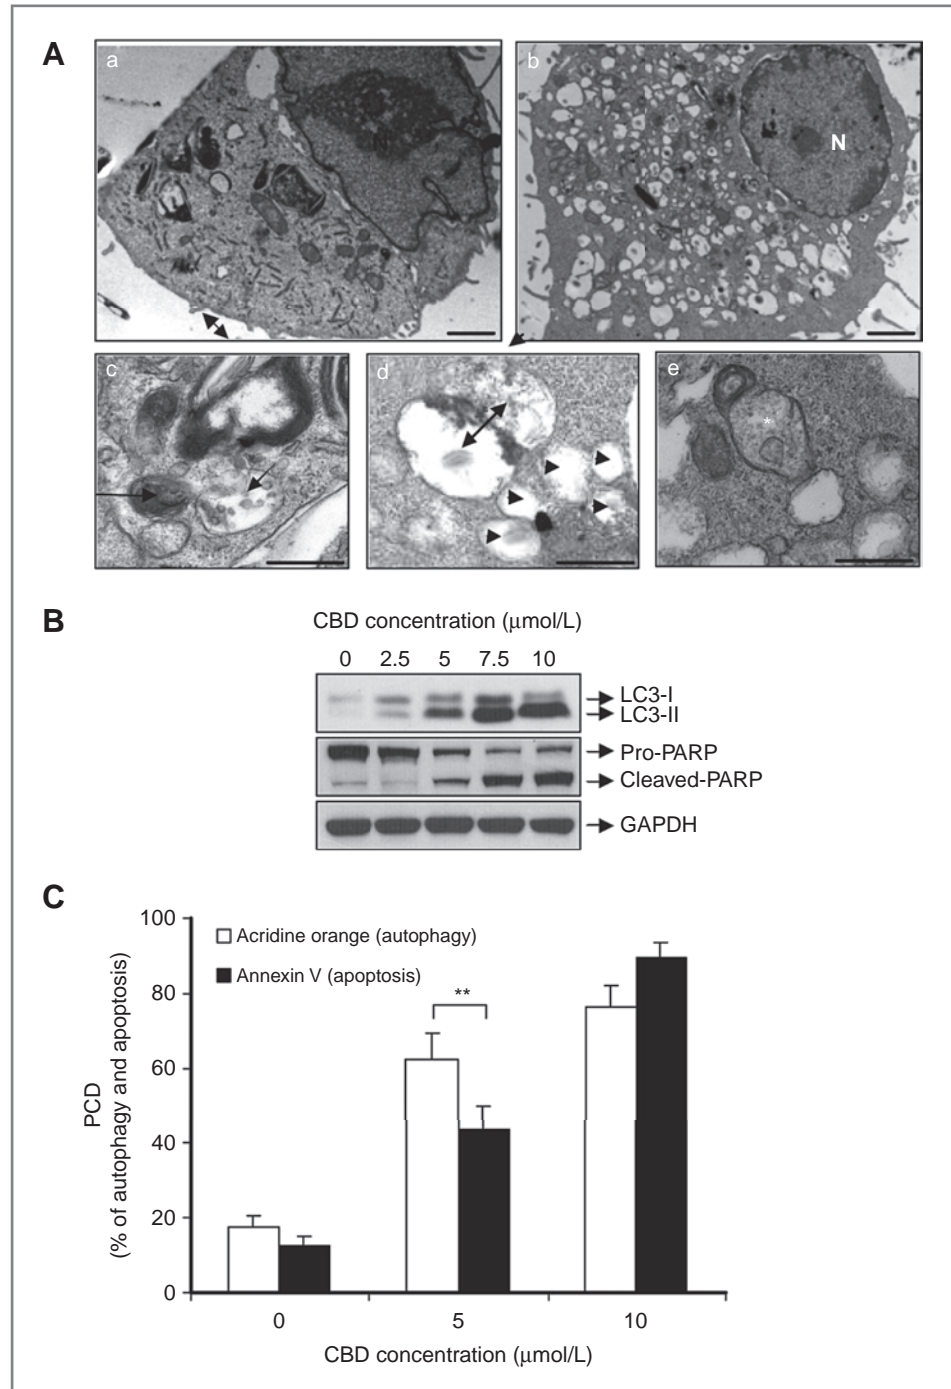 A
a
b
N
c
d
e
*
B
CBD concentration (μmol/L)
0 2.5 5 7.5 10
LC3-I
LC3-II
Pro-PARP
Cleaved-PARP
GAPDH
C
100
80
60
40
20
0
PCD
(% of autophagy and apoptosis)
Acridine orange (autophagy)
Annexin V (apoptosis)
**
0 5 10
CBD concentration (μmol/L)